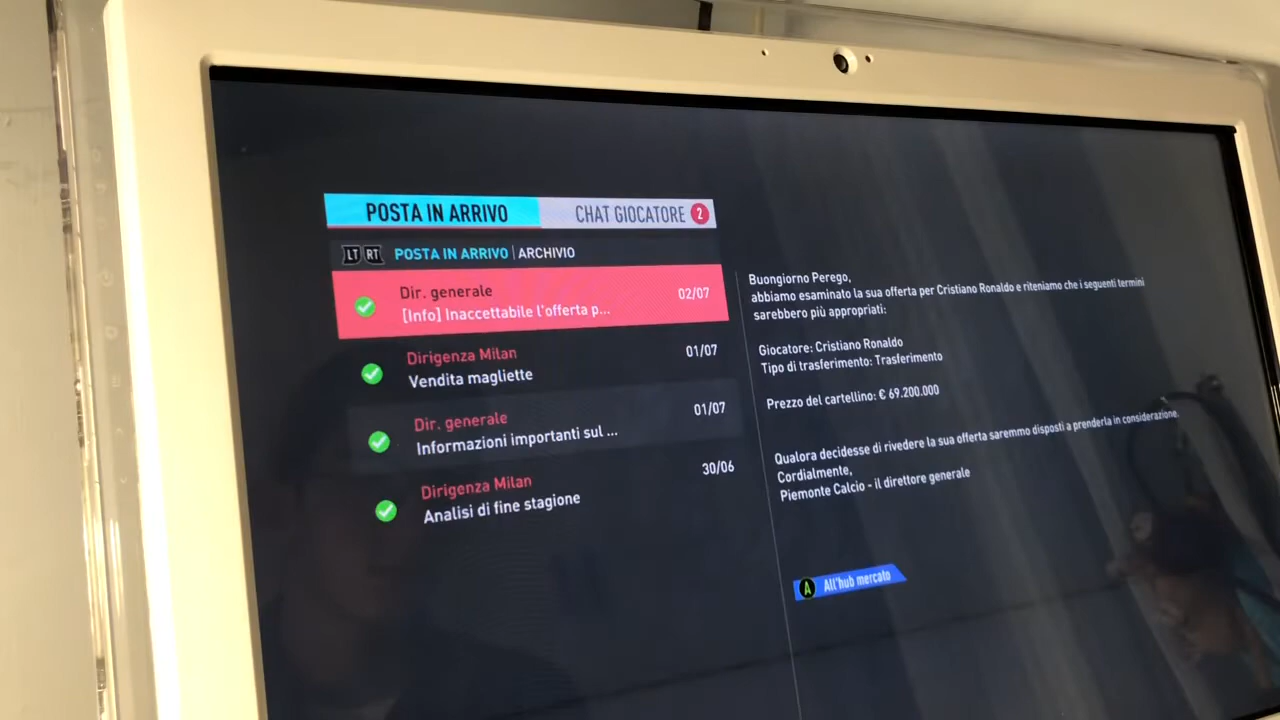 POSTA IN ARRIVO
CHAT GIOCATORE 2
LT RT POSTA IN ARRIVO | ARCHIVIO
Dir. generale 02/07
[Info] Inaccettabile l'offerta p...
Dirigenza Milan 01/07
Vendita magliette
Dir. generale 01/07
Informazioni importanti sul ...
Dirigenza Milan 30/06
Analisi di fine stagione
Buongiorno Perego,
abbiamo esaminato la sua offerta per Cristiano Ronaldo e riteniamo che i seguenti termini
sarebbero più appropriati:
Giocatore: Cristiano Ronaldo
Tipo di trasferimento: Trasferimento
Prezzo del cartellino: € 69.200.000
Qualora decidesse di rivedere la sua offerta saremmo disposti a prenderla in considerazione.
Cordialmente,
Piemonte Calcio - il direttore generale
A All'hub mercato